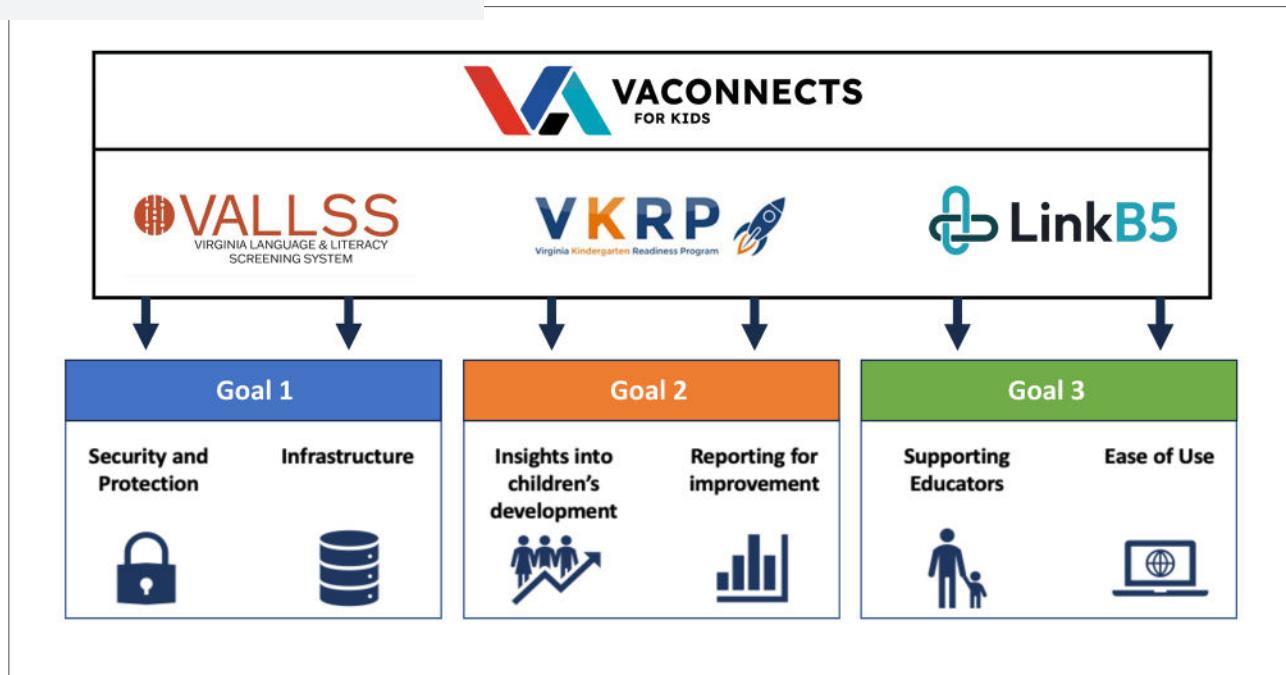 VACONNECTS
FOR KIDS
VALLSS
VIRGINIA LANGUAGE & LITERACY
SCREENING SYSTEM
VKRP
Virginia Kindergarten Readiness Program
LinkB5
Goal 1
Security and
Protection
Infrastructure
Goal 2
Insights into
children's
development
Reporting for
improvement
Goal 3
Supporting
Educators
Ease of Use